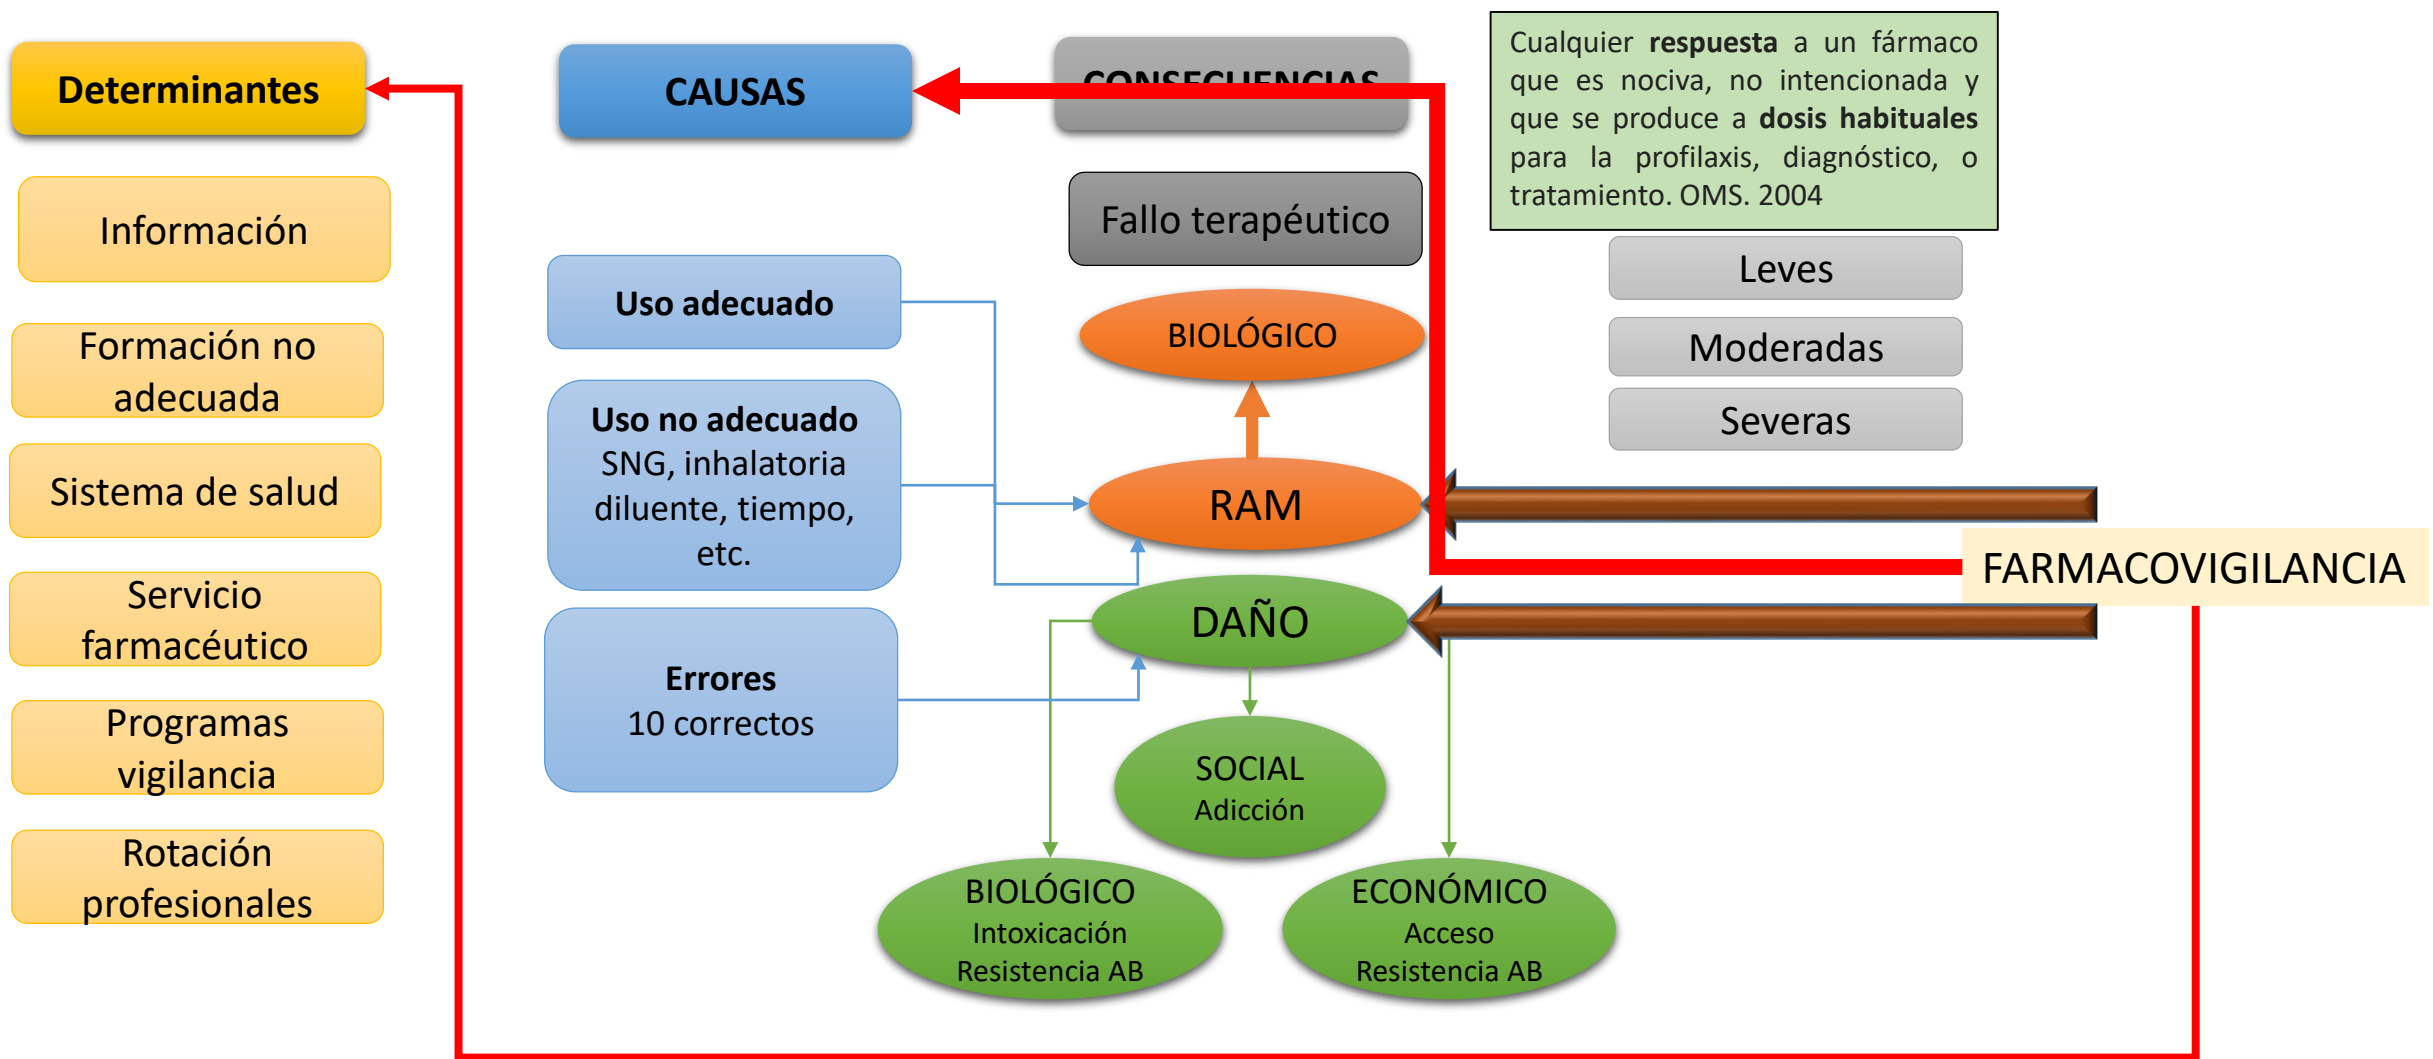 Determinantes
Información
Formación no
adecuada
Sistema de salud
Servicio
farmacéutico
Programas
vigilancia
Rotación
profesionales
CAUSAS
Uso adecuado
Uso no adecuado
SNG, inhalatoria
diluente, tiempo,
etc.
Errores
10 correctos
CONSECUENCIAS
Fallo terapéutico
BIOLÓGICO
RAM
DAÑO
SOCIAL
Adicción
BIOLÓGICO
Intoxicación
Resistencia AB
ECONÓMICO
Acceso
Resistencia AB
Cualquier respuesta a un fármaco
que es nociva, no intencionada y
que se produce a dosis habituales
para la profilaxis, diagnóstico, o
tratamiento. OMS. 2004
Leves
Moderadas
Severas
FARMACOVIGILANCIA